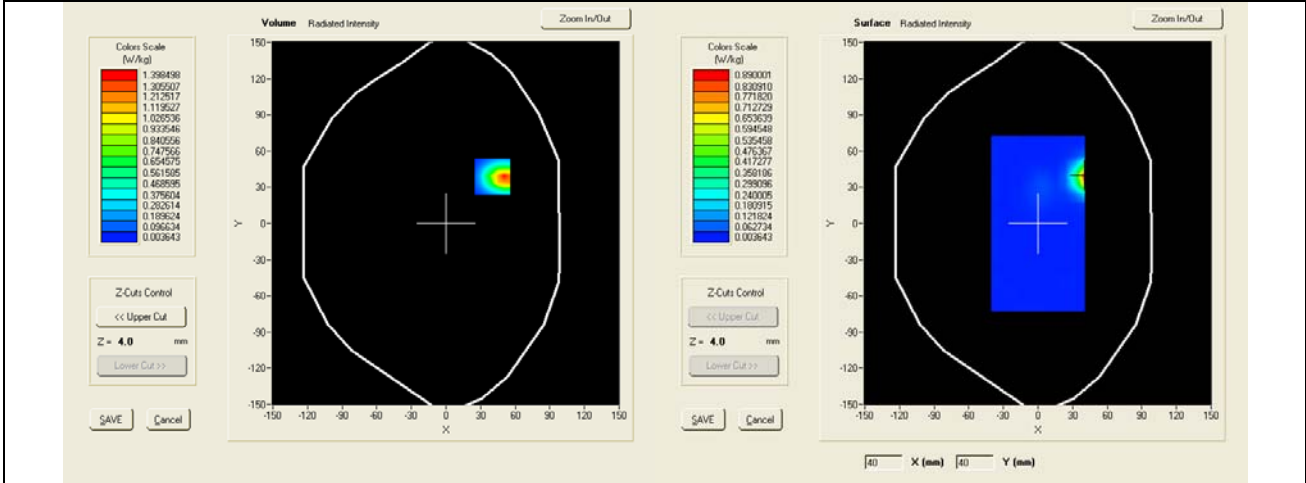 Volume Radiated Intensity
Zoom In/Out
Colors Scale
(W/kg)
1.398498
1.305507
1.212517
1.119527
1.026536
0.933546
0.840556
0.747566
0.654575
0.561585
0.468595
0.375604
0.282614
0.189624
0.096634
0.003643
Z-Cuts Control
<< Upper Cut
Z = 4.0 mm
Lower Cut >>
SAVE Cancel
150
120
90
60
30
0
-30
-60
-90
-120
-150
Y
-150 -120 -90 -60 -30 0 30 60 90 120 150
X
Surface Radiated Intensity
Zoom In/Out
Colors Scale
(W/kg)
0.890001
0.830910
0.771820
0.712729
0.653639
0.594548
0.535458
0.476367
0.417277
0.358186
0.299096
0.240005
0.180915
0.121824
0.062734
0.003643
Z-Cuts Control
<< Upper Cut
Z = 4.0 mm
Lower Cut >>
SAVE Cancel
150
120
90
60
30
0
-30
-60
-90
-120
-150
Y
-150 -120 -90 -60 -30 0 30 60 90 120 150
X
40 X (mm) 40 Y (mm)